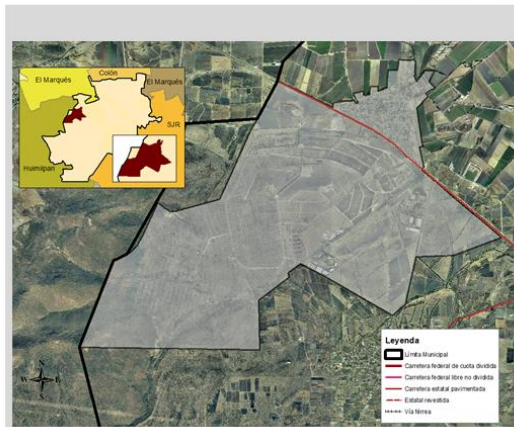 Colón
El Marqués
El Marqués
SJR
Huimilpan
Leyenda
Límite Municipal
Carretera federal de cuota dividida
Carretera federal libre no dividida
Carretera estatal pavimentada
Estatal revestida
Vía férrea